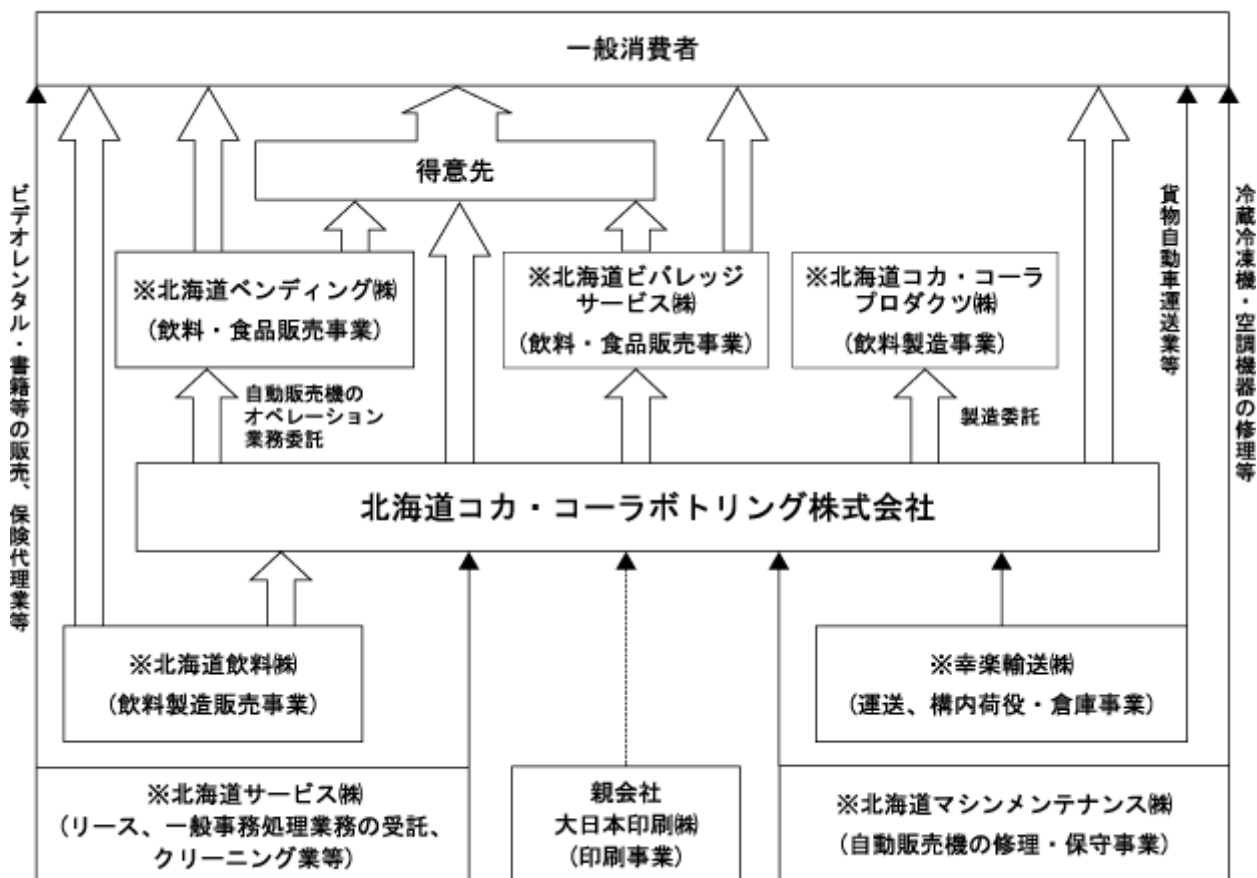 一般消費者
得意先
ビデオレンタル・書籍等の販売、保険代理業等
貨物自動車運送業等
冷蔵冷凍機・空調機器の修理等
※北海道ベンディング㈱
(飲料・食品販売事業)
※北海道ビバレッジ
サービス㈱
(飲料・食品販売事業)
※北海道コカ・コーラ
プロダクツ㈱
(飲料製造事業)
自動販売機の
オペレーション
業務委託
製造委託
北海道コカ・コーラボトリング株式会社
※北海道飲料㈱
(飲料製造販売事業)
※幸楽輸送㈱
(運送、構内荷役・倉庫事業)
※北海道サービス㈱
(リース、一般事務処理業務の受託、
クリーニング業等)
親会社
大日本印刷㈱
(印刷事業)
※北海道マシンメンテナンス㈱
(自動販売機の修理・保守事業)